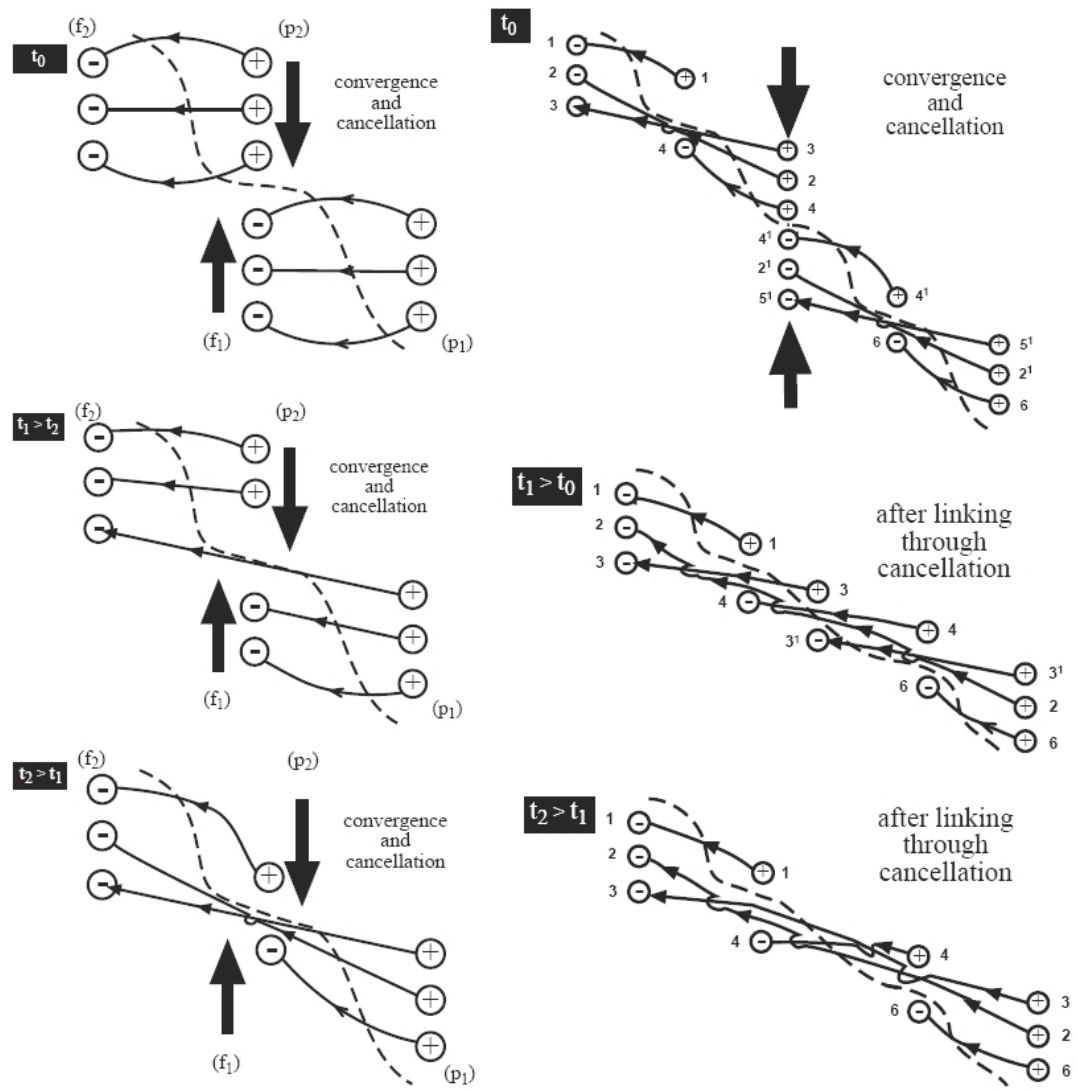 (f₂) (p₂)
t₀
- +
- +
- +
convergence
and
cancellation
- +
- +
- +
(f₁) (p₁)
t₁ > t₂
(f₂) (p₂)
- +
- +
-
convergence
and
cancellation
+
- +
- +
(f₁) (p₁)
t₂ > t₁
(f₂) (p₂)
-
-
-
+
convergence
and
cancellation
- +
+
+
(f₁) (p₁)
t₀
1 - + 1
2 -
3 -
convergence
and
cancellation
4 - + 3
+ 2
+ 4
4¹ -
2¹ -
5¹ -
+ 4¹
6 - + 5¹
+ 2¹
+ 6
t₁ > t₀
1 -
2 -
3 -
+ 1
after linking
through
cancellation
+ 3
4 -
+ 4
3¹ -
6 - + 3¹
+ 2
+ 6
t₂ > t₁
1 -
2 -
3 -
+ 1
after linking
through
cancellation
4 - + 4
6 - + 3
+ 2
+ 6